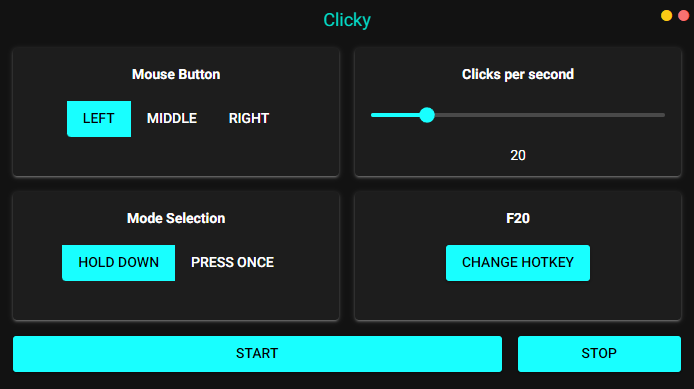 Clicky
Mouse Button
LEFT MIDDLE RIGHT
Clicks per second
20
Mode Selection
HOLD DOWN PRESS ONCE
F20
CHANGE HOTKEY
START
STOP